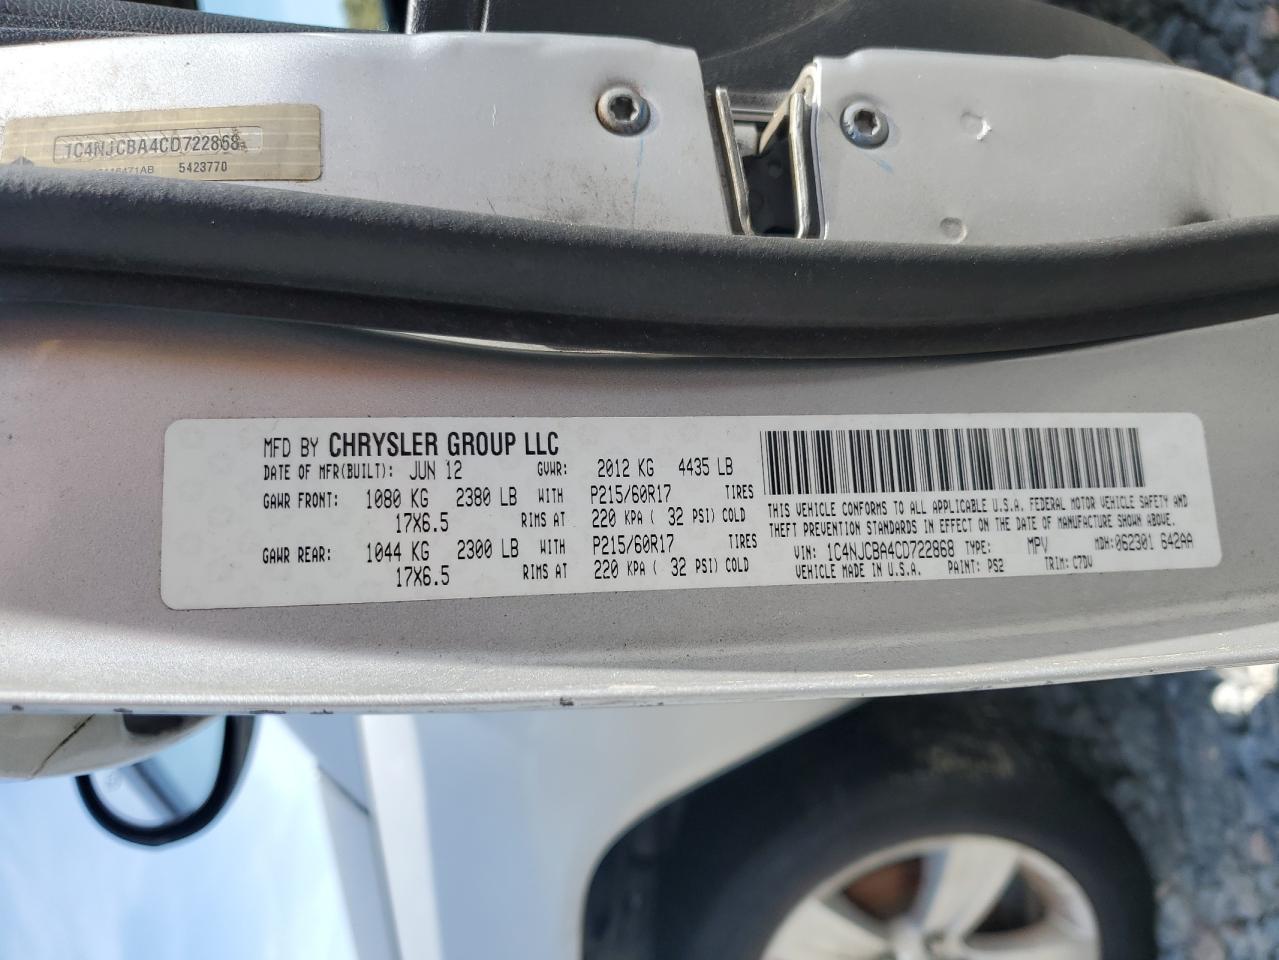 1C4NJCBA4CD722868
5423770
MFD BY CHRYSLER GROUP LLC
DATE OF MFR(BUILT): JUN 12 GVWR: 2012 KG 4435 LB
GAWR FRONT: 1080 KG 2380 LB WITH P215/60R17 TIRES
17X6.5 RIMS AT 220 KPA ( 32 PSI) COLD
GAWR REAR: 1044 KG 2300 LB WITH P215/60R17 TIRES
17X6.5 RIMS AT 220 KPA ( 32 PSI) COLD
THIS VEHICLE CONFORMS TO ALL APPLICABLE U.S.A. FEDERAL MOTOR VEHICLE SAFETY AND
THEFT PREVENTION STANDARDS IN EFFECT ON THE DATE OF MANUFACTURE SHOWN ABOVE.
VIN: 1C4NJCBA4CD722868 TYPE: MPV MDH: 062301 642AA
VEHICLE MADE IN U.S.A. PAINT: PS2 TRIM: C7DV